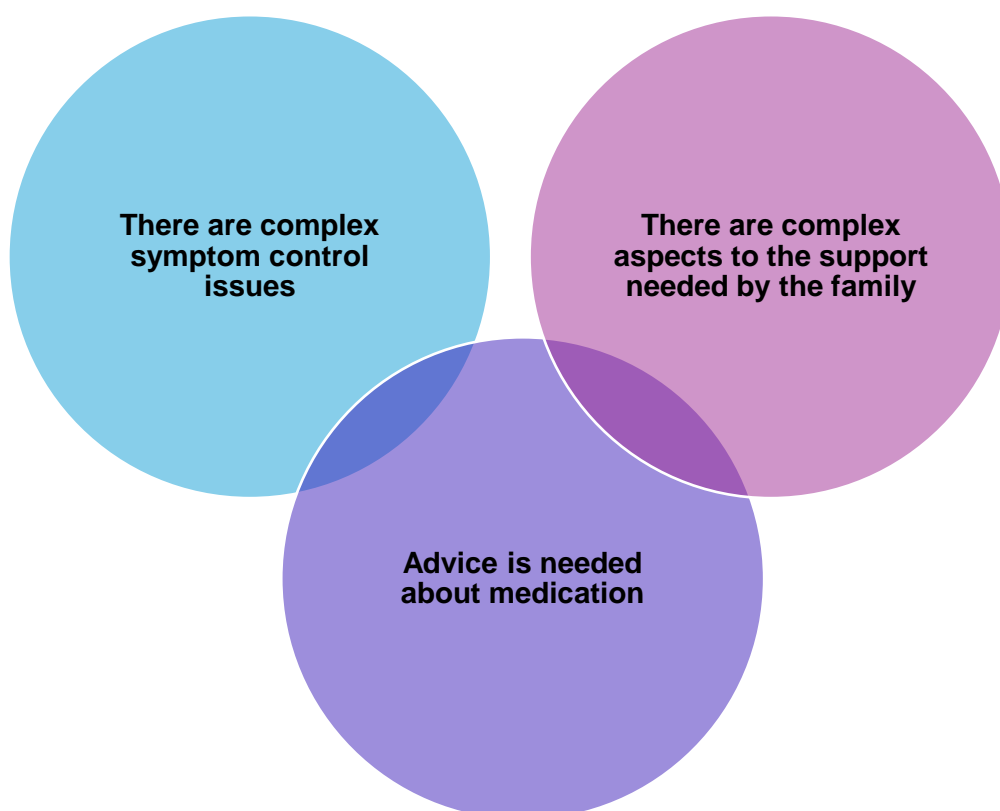 There are complex
symptom control
issues
There are complex
aspects to the support
needed by the family
Advice is needed
about medication